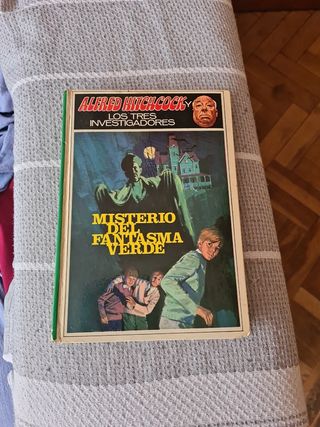 ALFRED HITCHCOCK Y
LOS TRES
INVESTIGADORES
MISTERIO
DEL
FANTASMA
VERDE